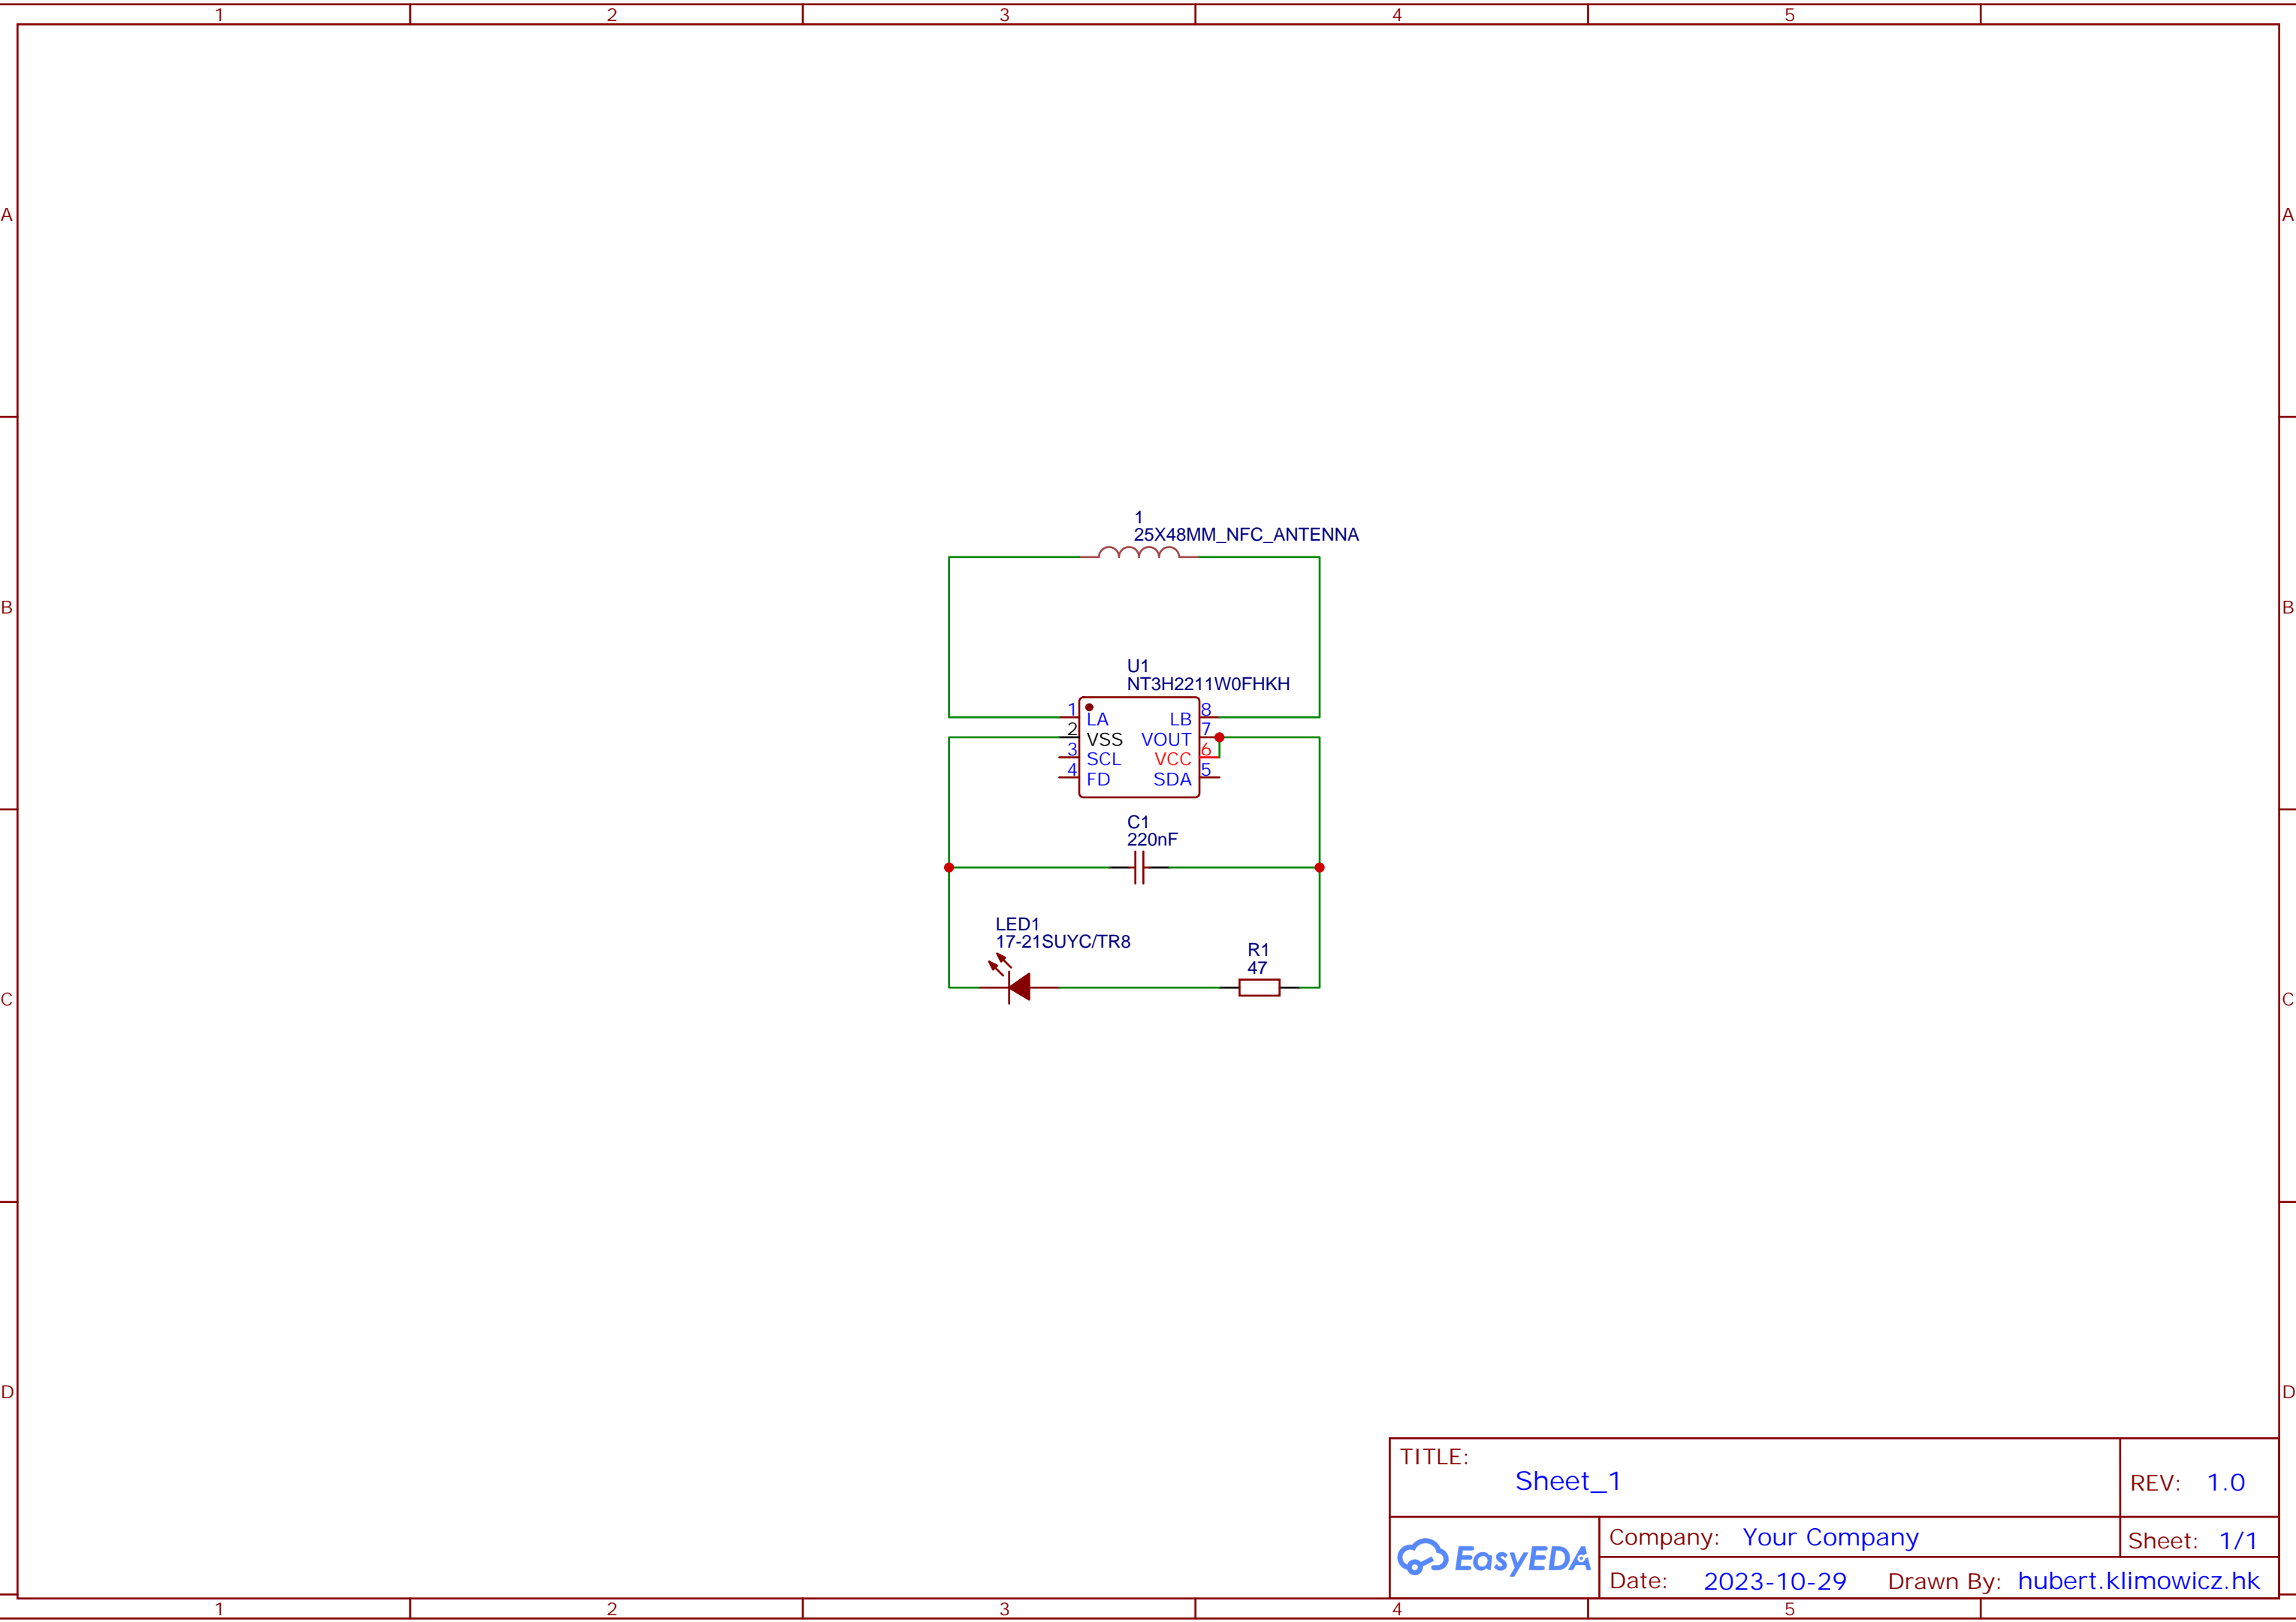 1 2 3 4 5
A A
B B
C C
D D
1
25X48MM_NFC_ANTENNA
U1
NT3H2211W0FHKH
1 LA LB 8
2 VSS VOUT 7
3 SCL VCC 6
4 FD SDA 5
C1
220nF
LED1
17-21SUYC/TR8
R1
47
TITLE:
Sheet_1
REV: 1.0
EasyEDA
Company: Your Company
Sheet: 1/1
Date: 2023-10-29 Drawn By: hubert.klimowicz.hk
1 2 3 4 5